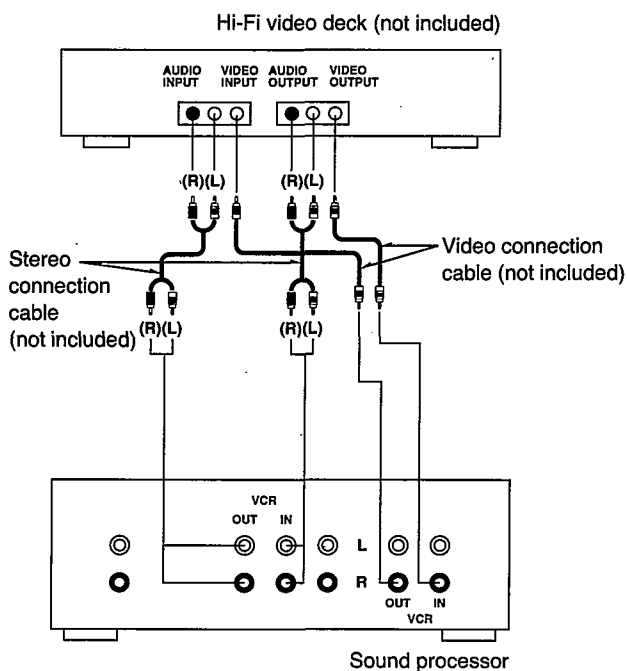 Hi-Fi video deck (not included)
AUDIO INPUT
VIDEO INPUT
AUDIO OUTPUT
VIDEO OUTPUT
(R)(L)
(R)(L)
Stereo
connection
cable
(not included)
Video connection
cable (not included)
(R)(L)
(R)(L)
VCR
OUT IN
L
R
OUT IN
VCR
Sound processor